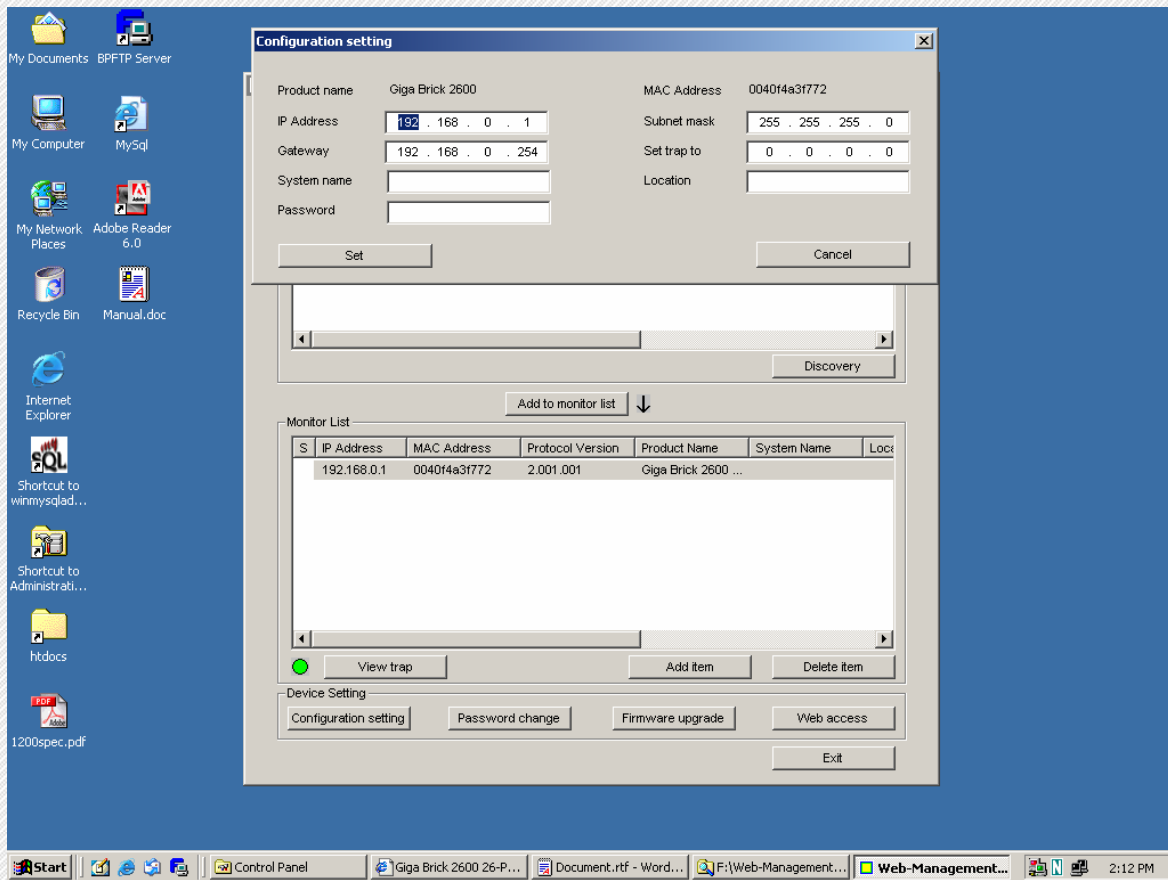 My Documents BPFTP Server
My Computer MySql
My Network Places Adobe Reader 6.0
Recycle Bin Manual.doc
Internet Explorer
Shortcut to winmysqlad...
Shortcut to Administrati...
htdocs
1200spec.pdf
Configuration setting
Product name Giga Brick 2600 MAC Address 0040f4a3f772
IP Address 192 . 168 . 0 . 1 Subnet mask 255 . 255 . 255 . 0
Gateway 192 . 168 . 0 . 254 Set trap to 0 . 0 . 0 . 0
System name Location
Password
Set Cancel
Discovery
Add to monitor list
Monitor List
S IP Address MAC Address Protocol Version Product Name System Name Loca
192.168.0.1 0040f4a3f772 2.001.001 Giga Brick 2600 ...
View trap Add item Delete item
Device Setting
Configuration setting Password change Firmware upgrade Web access
Exit
Start Control Panel Giga Brick 2600 26-P... Document.rtf - Word... F:\Web-Management... Web-Management... 2:12 PM